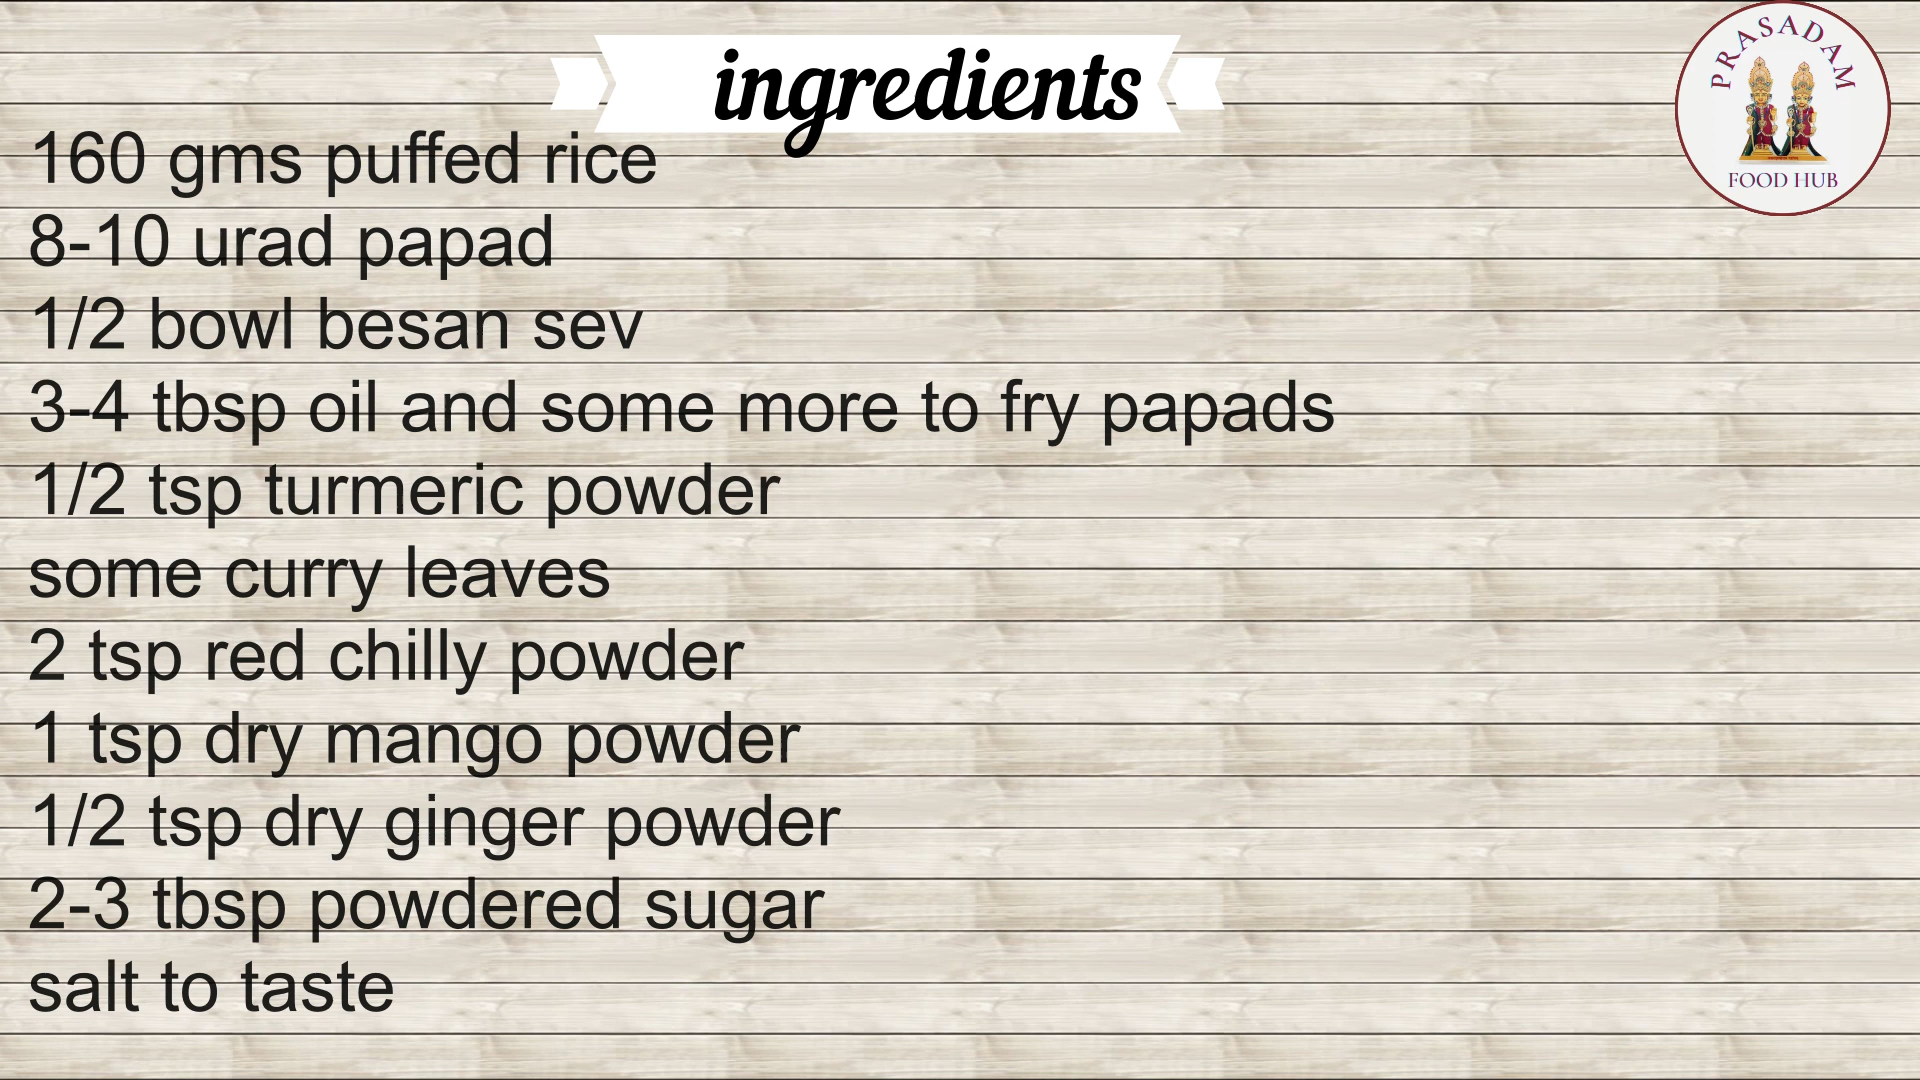 ingredients
160 gms puffed rice
8-10 urad papad
1/2 bowl besan sev
3-4 tbsp oil and some more to fry papads
1/2 tsp turmeric powder
some curry leaves
2 tsp red chilly powder
1 tsp dry mango powder
1/2 tsp dry ginger powder
2-3 tbsp powdered sugar
salt to taste
PRASADAM
FOOD HUB